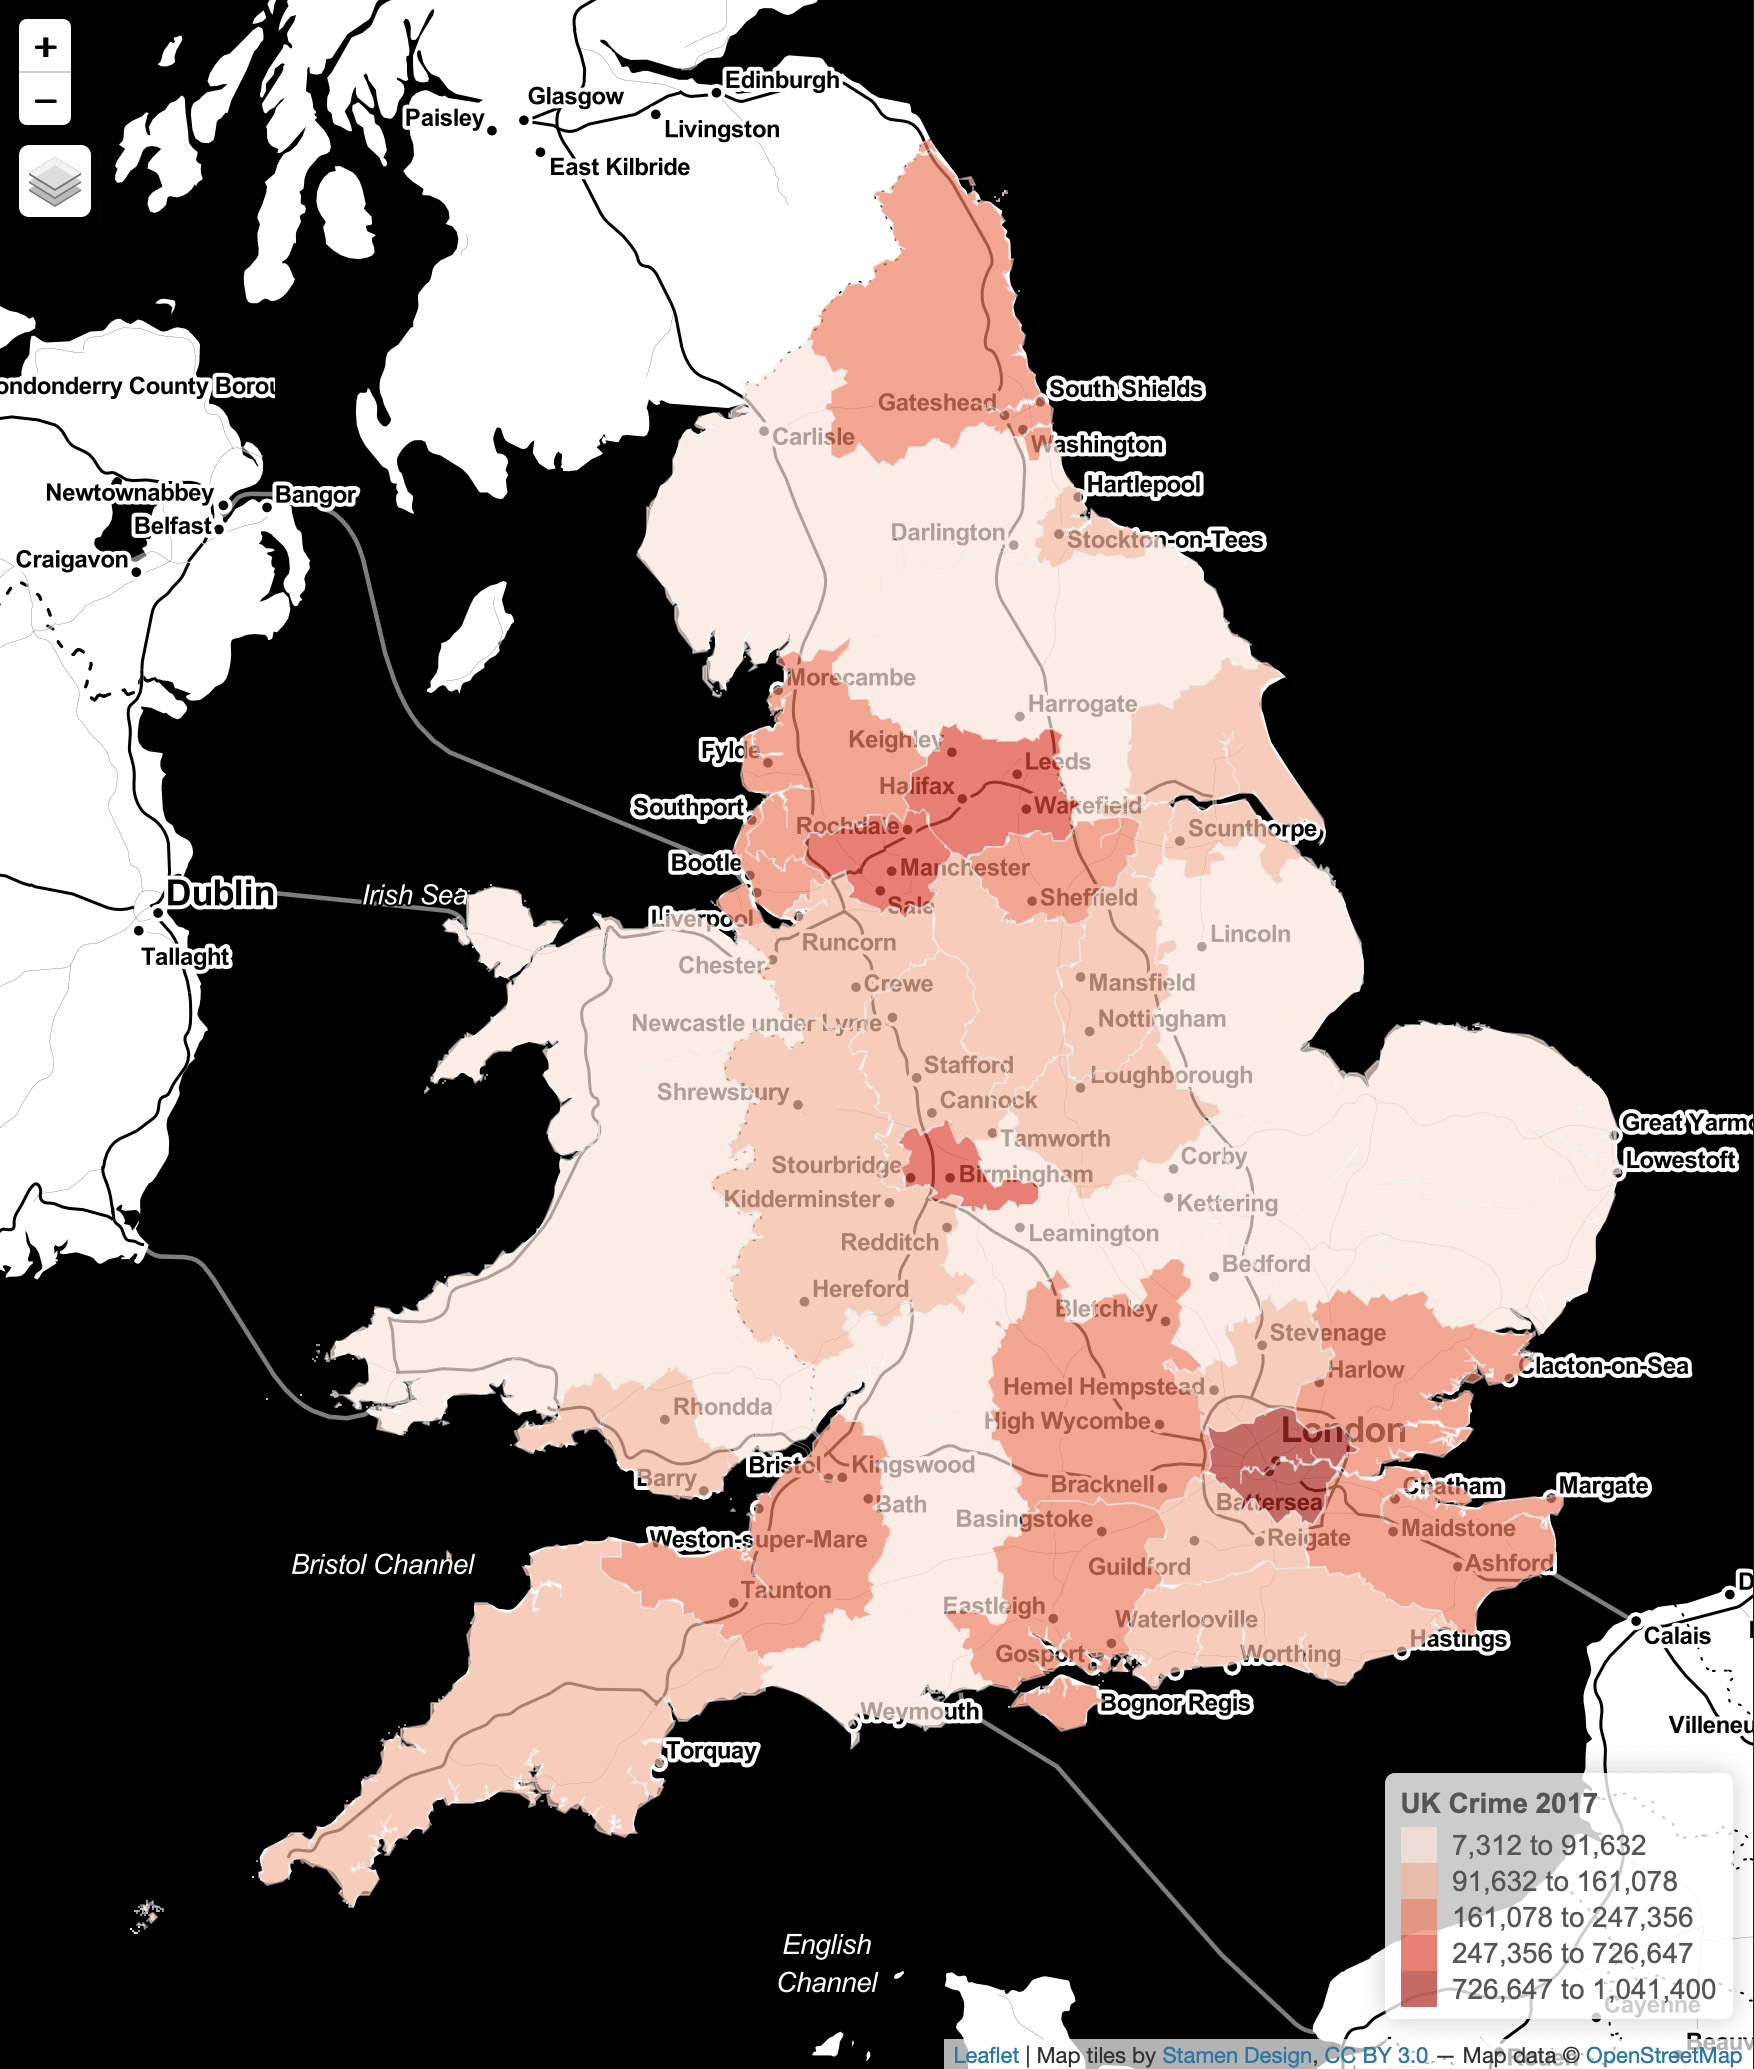 +
−
Edinburgh
Glasgow
Paisley
Livingston
East Kilbride
ondonderry County Borou
South Shields
Gateshead
Carlisle
Washington
Hartlepool
Newtownabbey
Bangor
Belfast
Darlington
Stockton-on-Tees
Craigavon
Morecambe
Harrogate
Keighley
Fylde
Leeds
Halifax
Southport
Wakefield
Rochdale
Scunthorpe
Bootle
Manchester
Dublin
Irish Sea
Sale
Sheffield
Liverpool
Lincoln
Runcorn
Tallaght
Chester
Crewe
Mansfield
Newcastle under Lyme
Nottingham
Stafford
Loughborough
Shrewsbury
Cannock
Great Yarmo
Tamworth
Corby
Lowestoft
Stourbridge
Birmingham
Kidderminster
Kettering
Leamington
Redditch
Bedford
Hereford
Bletchley
Stevenage
Clacton-on-Sea
Harlow
Hemel Hempstead
Rhondda
High Wycombe
London
Bristol
Kingswood
Barry
Bracknell
Chatham
Margate
Bath
Battersea
Basingstoke
Maidstone
Weston-super-Mare
Reigate
Bristol Channel
Guildford
Ashford
Taunton
D
Eastleigh
Waterlooville
Calais
Hastings
Gosport
Worthing
Bognor Regis
Weymouth
Villeneu
Torquay
UK Crime 2017
7,312 to 91,632
91,632 to 161,078
161,078 to 247,356
247,356 to 726,647
726,647 to 1,041,400
English
Channel
Cayenne
Beauv
Leaflet | Map tiles by Stamen Design, CC BY 3.0 — Map data © OpenStreetMap